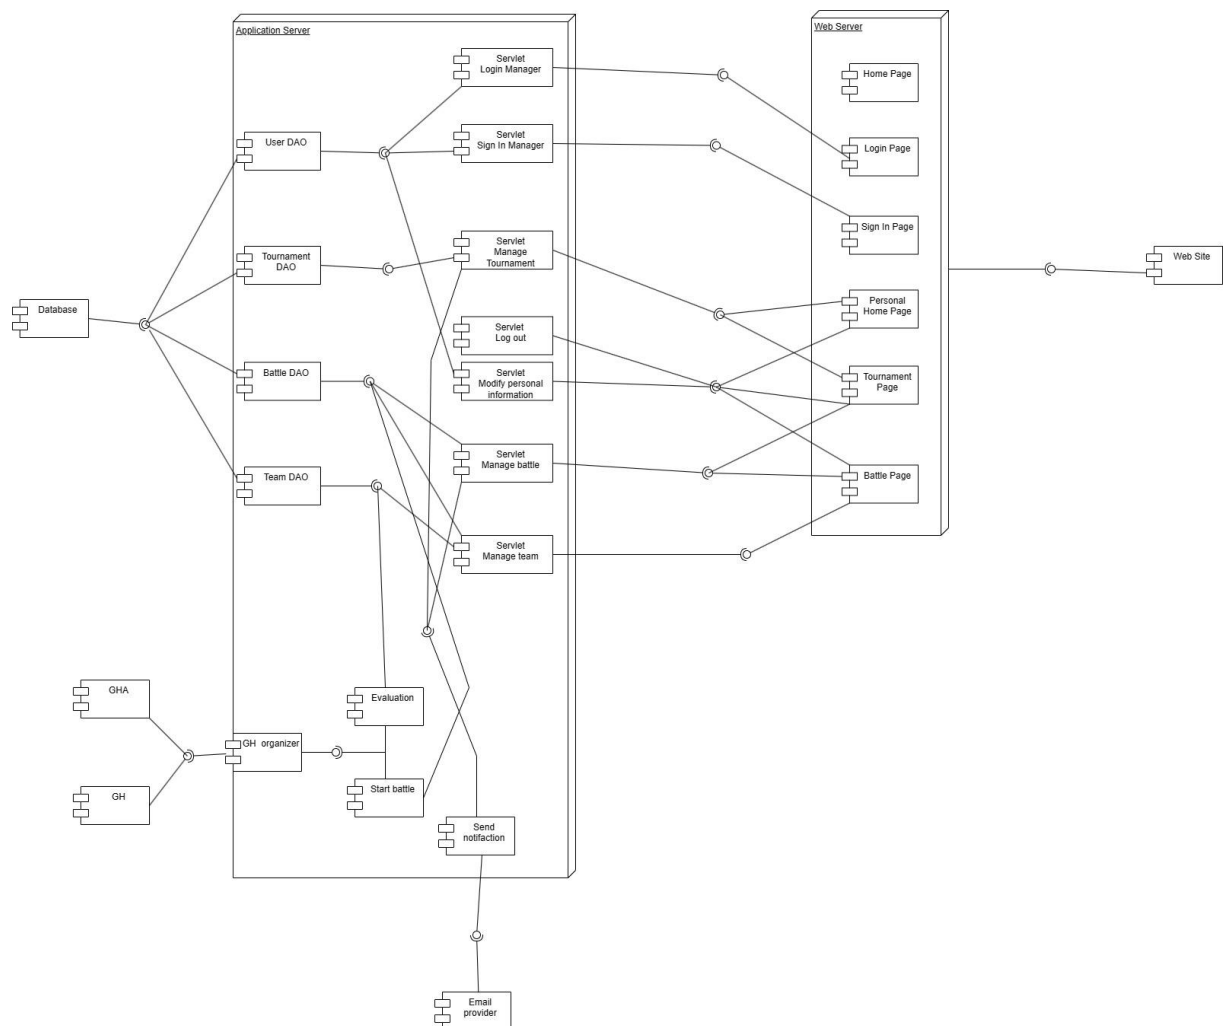 Application Server
Web Server
Servlet
Login Manager
Home Page
User DAO
Servlet
Sign In Manager
Login Page
Sign In Page
Tournament
DAO
Servlet
Manage
Tournament
Web Site
Database
Servlet
Log out
Personal
Home Page
Battle DAO
Servlet
Modify personal
information
Tournament
Page
Servlet
Manage battle
Team DAO
Battle Page
Servlet
Manage team
GHA
Evaluation
GH organizer
GH
Start battle
Send
notifaction
Email
provider